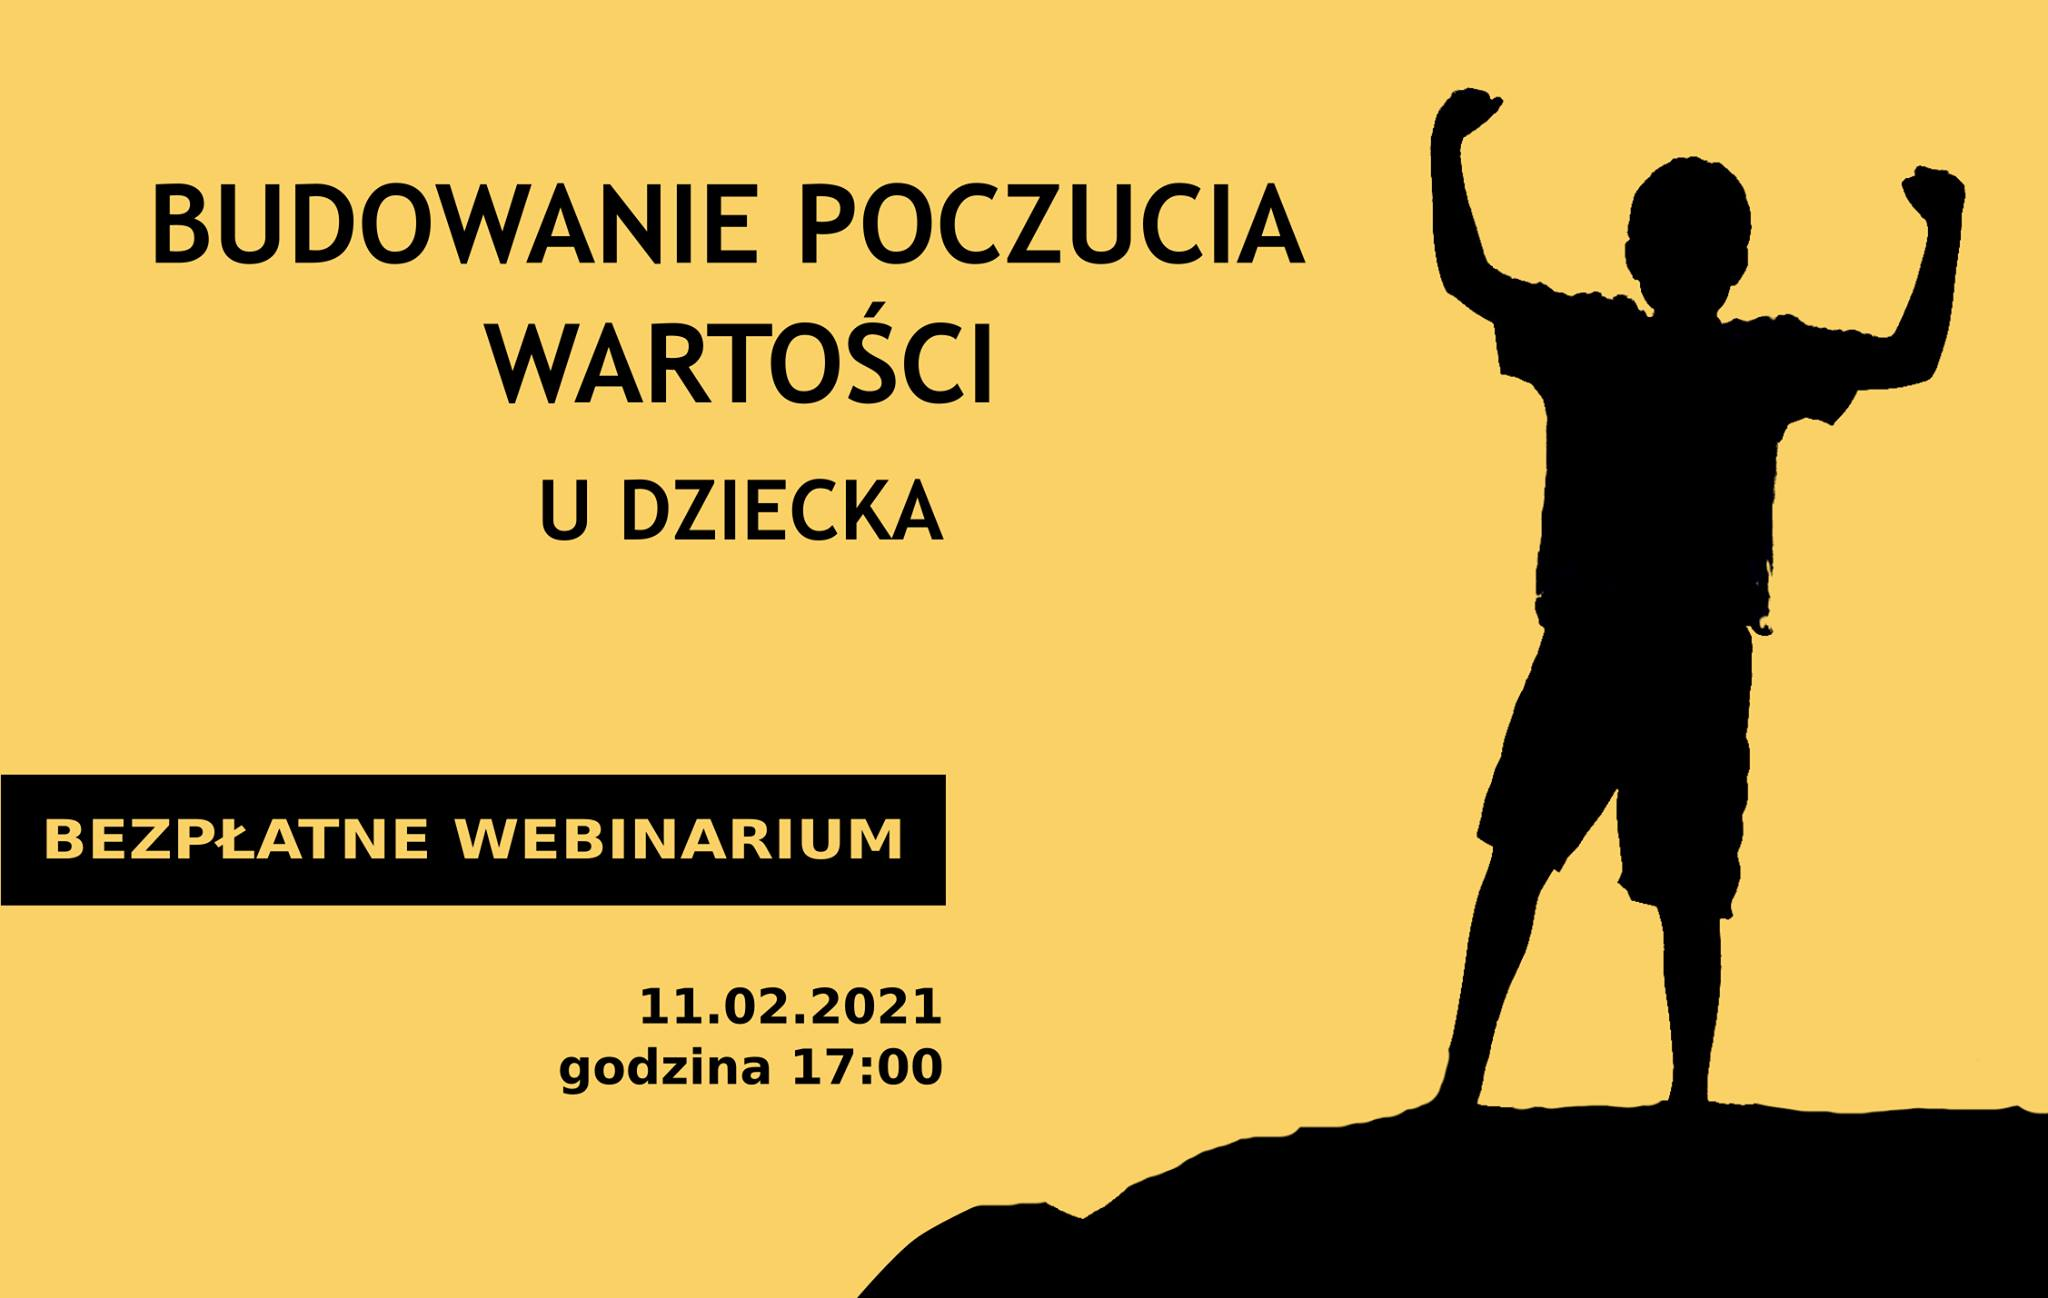 BUDOWANIE POCZUCIA
WARTOŚCI
U DZIECKA
BEZPŁATNE WEBINARIUM
11.02.2021
godzina 17:00